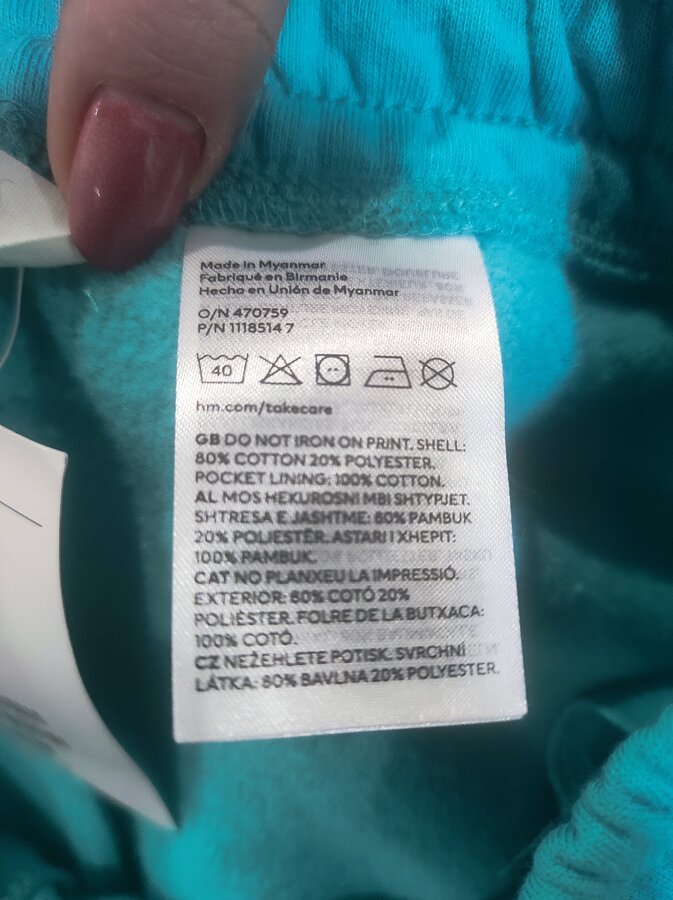 Made in Myanmar
Fabriqué en Birmanie
Hecho en Unión de Myanmar
O/N 470759
P/N 1118514 7
40
hm.com/takecare
GB DO NOT IRON ON PRINT. SHELL:
80% COTTON 20% POLYESTER.
POCKET LINING: 100% COTTON.
AL MOS HEKUROSNI MBI SHTYPJET.
SHTRESA E JASHTME: 80% PAMBUK
20% POLIESTËR. ASTARI I XHEPIT:
100% PAMBUK.
CAT NO PLANXEU LA IMPRESSIÓ.
EXTERIOR: 80% COTÓ 20%
POLIÈSTER. FOLRE DE LA BUTXACA:
100% COTÓ.
CZ NEŽEHLETE POTISK. SVRCHNÍ
LÁTKA: 80% BAVLNA 20% POLYESTER.